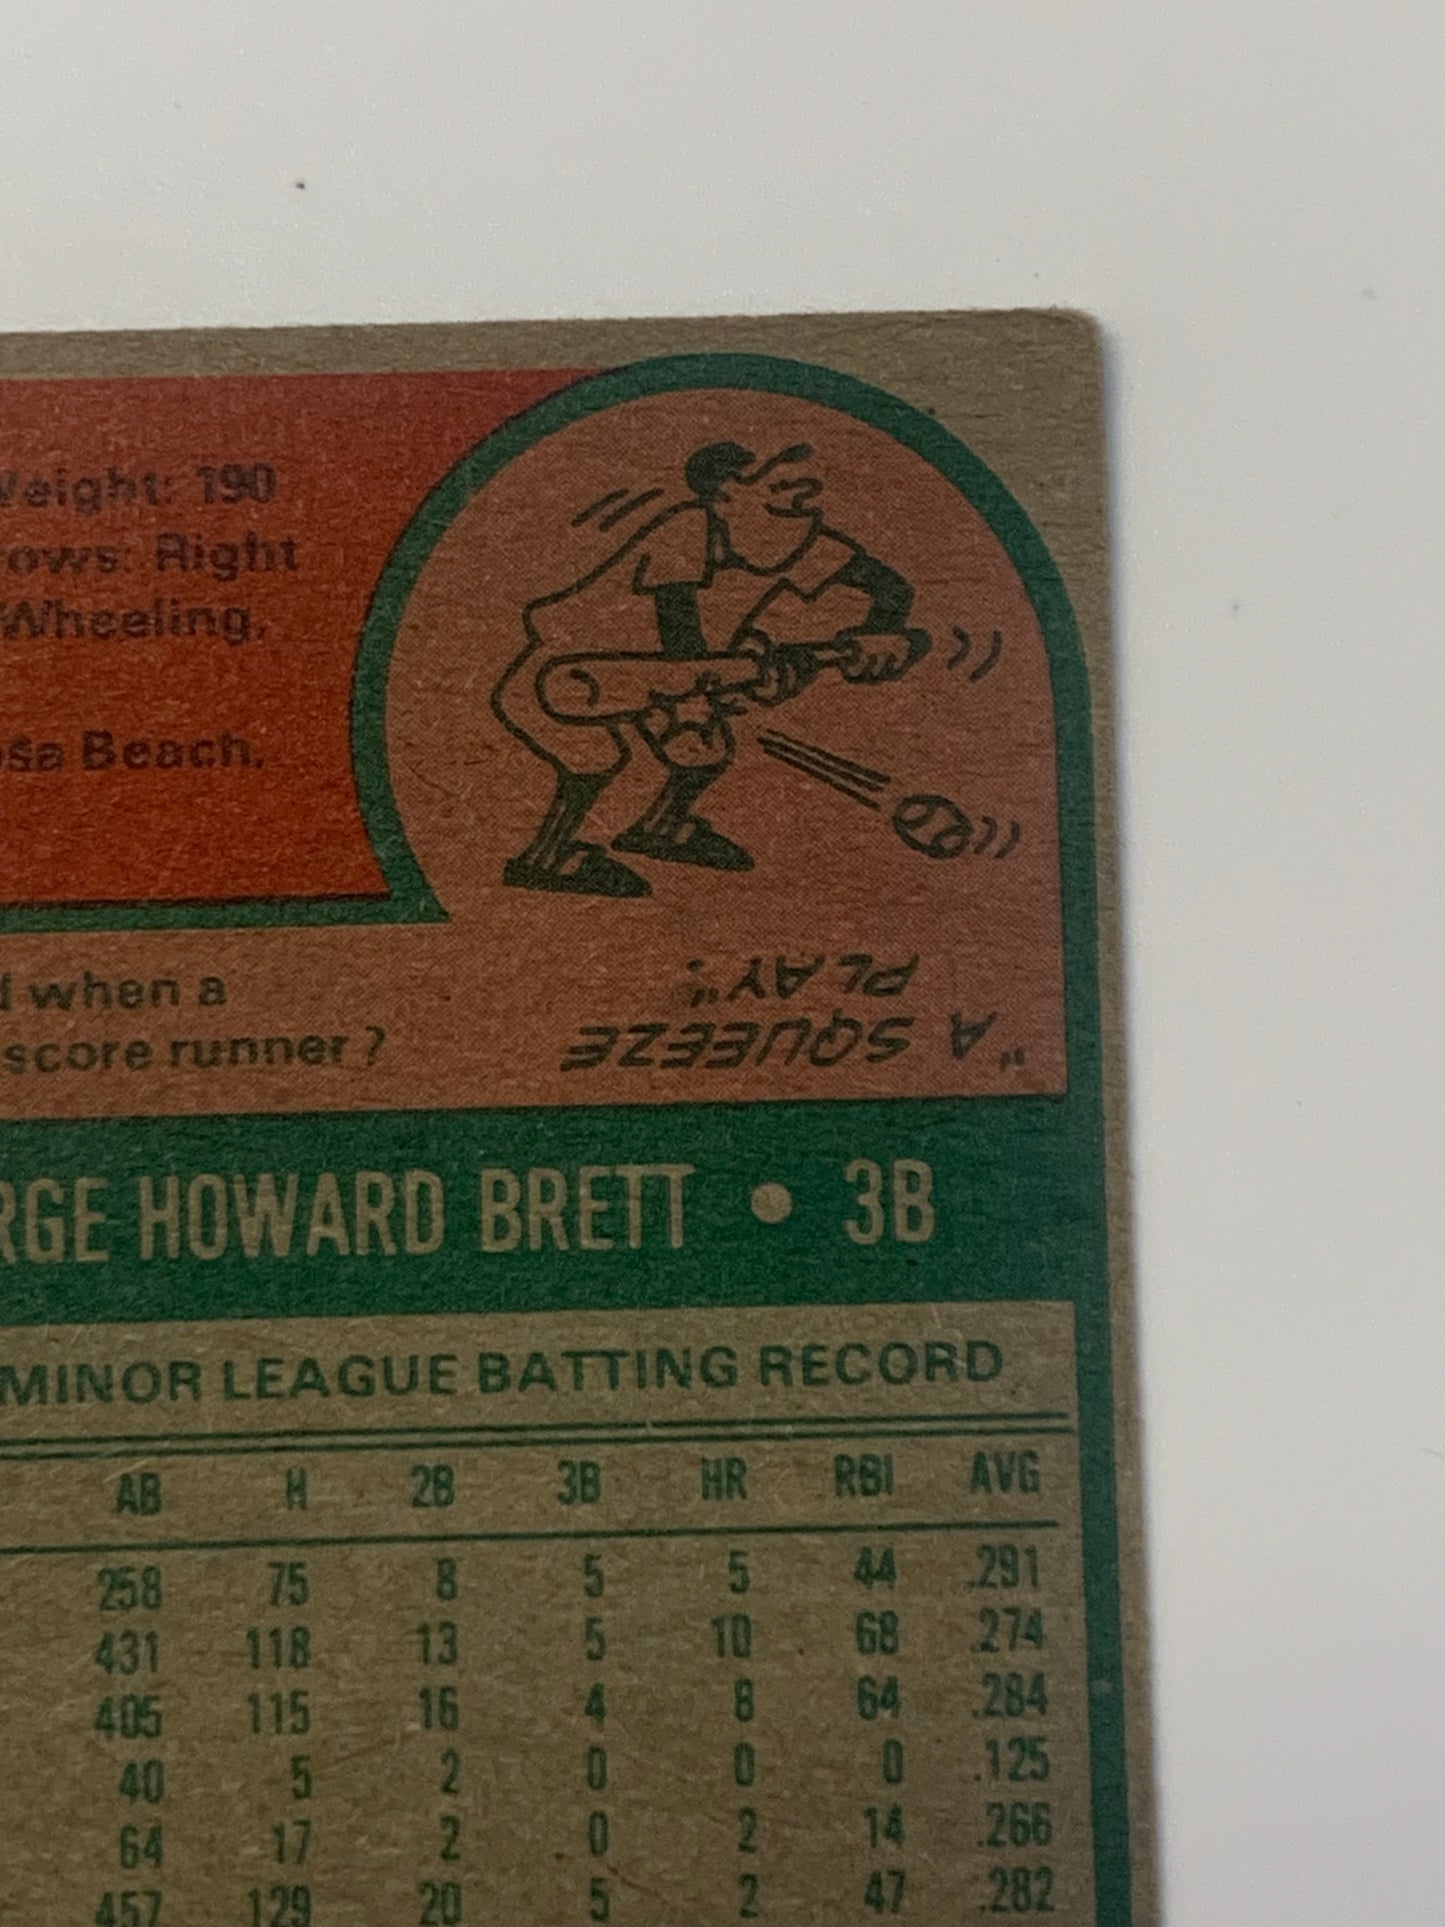 Weight: 190
rows: Right
Wheeling,
osa Beach,
d when a
score runner?
"A SQUEEZE
PLAY".
RGE HOWARD BRETT • 3B
MINOR LEAGUE BATTING RECORD
AB H 2B 3B HR RBI AVG
258 75 8 5 5 44 .291
431 118 13 5 10 68 .274
405 115 16 4 8 64 .284
40 5 2 0 0 0 .125
64 17 2 0 2 14 .266
457 129 20 5 2 47 .282